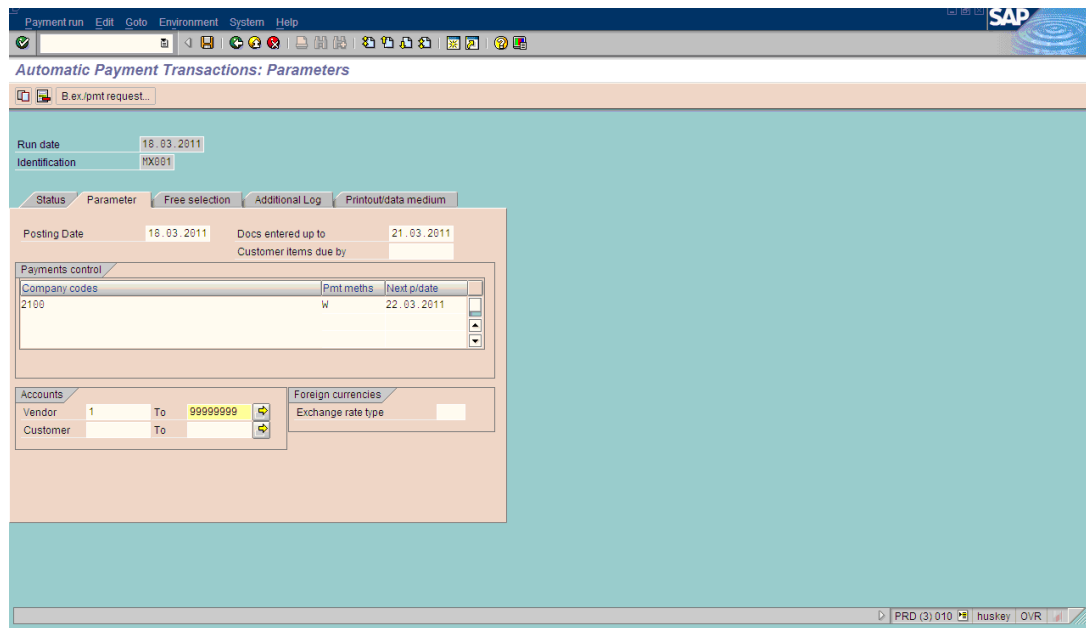 Payment run Edit Goto Environment System Help
SAP
Automatic Payment Transactions: Parameters
B.ex./pmt request...
Run date 18.03.2011
Identification MX001
Status Parameter Free selection Additional Log Printout/data medium
Posting Date 18.03.2011 Docs entered up to 21.03.2011
Customer items due by
Payments control
Company codes Pmt meths Next p/date
2100 W 22.03.2011
Accounts Foreign currencies
Vendor 1 To 99999999 Exchange rate type
Customer To
PRD (3) 010 huskey OVR